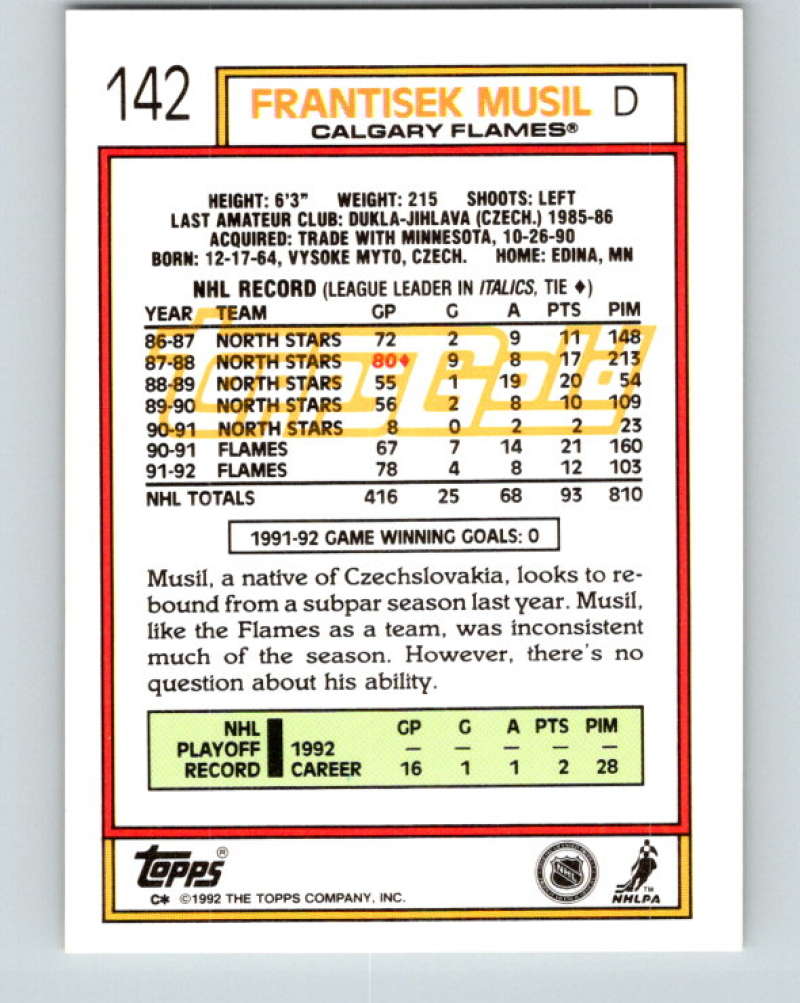 142 FRANTISEK MUSIL D
CALGARY FLAMES®
HEIGHT: 6'3" WEIGHT: 215 SHOOTS: LEFT
LAST AMATEUR CLUB: DUKLA-JIHLAVA (CZECH.) 1985-86
ACQUIRED: TRADE WITH MINNESOTA, 10-26-90
BORN: 12-17-64, VYSOKE MYTO, CZECH. HOME: EDINA, MN
NHL RECORD (LEAGUE LEADER IN ITALICS, TIE ♦)
YEAR TEAM GP G A PTS PIM
86-87 NORTH STARS 72 2 9 11 148
87-88 NORTH STARS 80♦ 9 8 17 213
88-89 NORTH STARS 55 1 19 20 54
89-90 NORTH STARS 56 2 8 10 109
90-91 NORTH STARS 8 0 2 2 23
90-91 FLAMES 67 7 14 21 160
91-92 FLAMES 78 4 8 12 103
NHL TOTALS 416 25 68 93 810
Topps Gold
1991-92 GAME WINNING GOALS: 0
Musil, a native of Czechslovakia, looks to re-
bound from a subpar season last year. Musil,
like the Flames as a team, was inconsistent
much of the season. However, there's no
question about his ability.
NHL GP G A PTS PIM
PLAYOFF 1992 — — — — —
RECORD CAREER 16 1 1 2 28
TOPPS®
C* ©1992 THE TOPPS COMPANY, INC.
NHL
NHLPA™